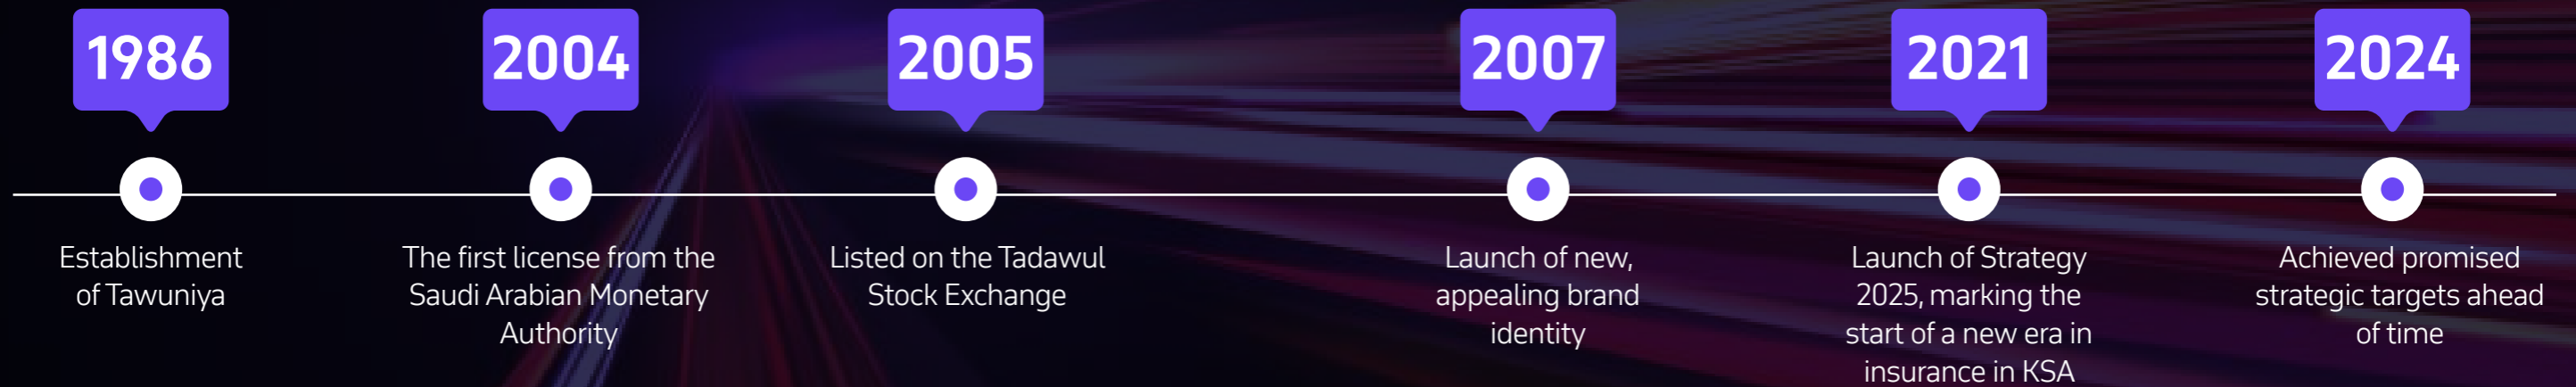 1986
Establishment
of Tawuniya
2004
The first license from the
Saudi Arabian Monetary
Authority
2005
Listed on the Tadawul
Stock Exchange
2007
Launch of new,
appealing brand
identity
2021
Launch of Strategy
2025, marking the
start of a new era in
insurance in KSA
2024
Achieved promised
strategic targets ahead
of time